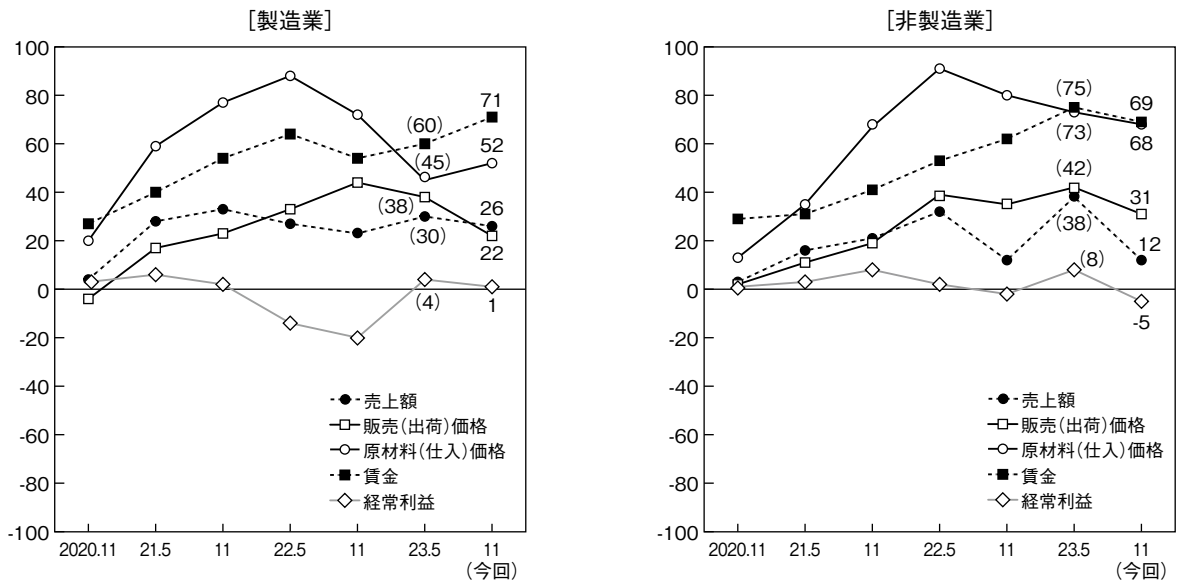 [製造業]
100
80
60
40
20
0
-20
-40
-60
-80
-100
(60)
71
(45)
52
(38)
26
(30)
22
(4)
1
売上額
販売(出荷)価格
原材料(仕入)価格
賃金
経常利益
2020.11 21.5 11 22.5 11 23.5 11
(今回)
[非製造業]
100
80
60
40
20
0
-20
-40
-60
-80
-100
(75)
69
(73)
68
(42)
31
(38)
12
(8)
-5
売上額
販売(出荷)価格
原材料(仕入)価格
賃金
経常利益
2020.11 21.5 11 22.5 11 23.5 11
(今回)